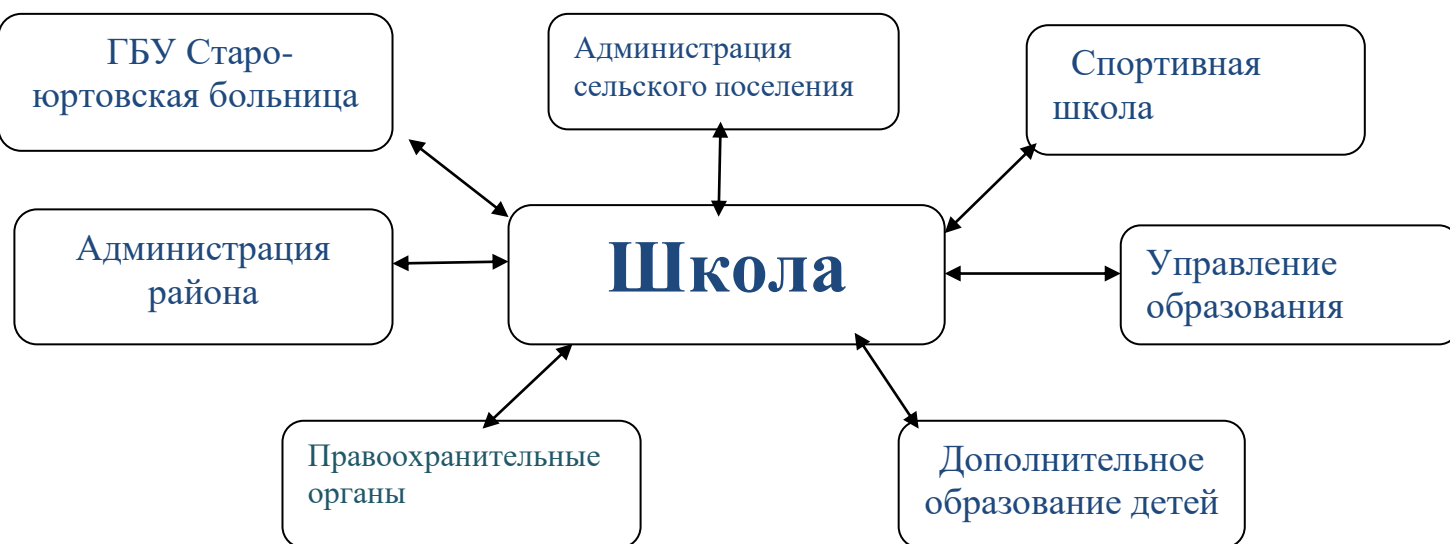 ГБУ Старо-
юртовская больница
Администрация
сельского поселения
Спортивная
школа
Администрация
района
Школа
Управление
образования
Правоохранительные
органы
Дополнительное
образование детей